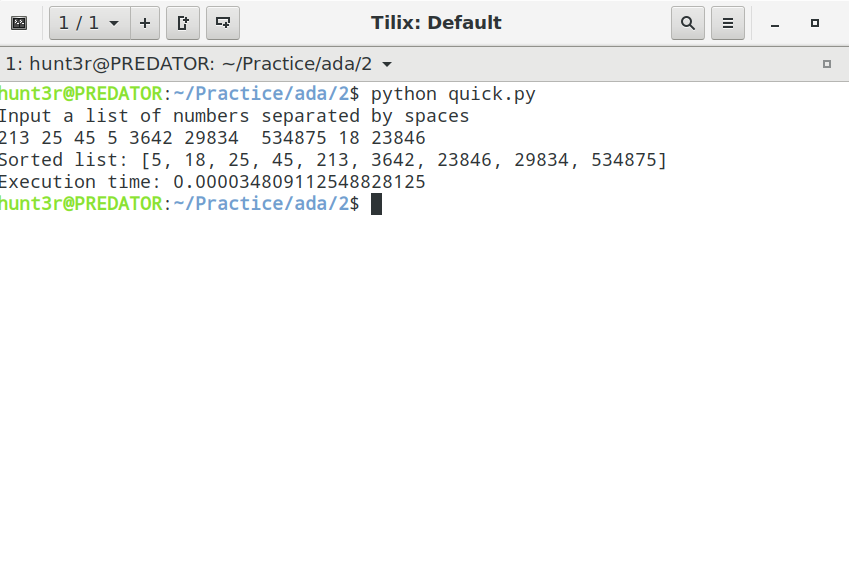 1 / 1
Tilix: Default
1: hunt3r@PREDATOR: ~/Practice/ada/2
hunt3r@PREDATOR:~/Practice/ada/2$ python quick.py
Input a list of numbers separated by spaces
213 25 45 5 3642 29834  534875 18 23846
Sorted list: [5, 18, 25, 45, 213, 3642, 23846, 29834, 534875]
Execution time: 0.000034809112548828125
hunt3r@PREDATOR:~/Practice/ada/2$